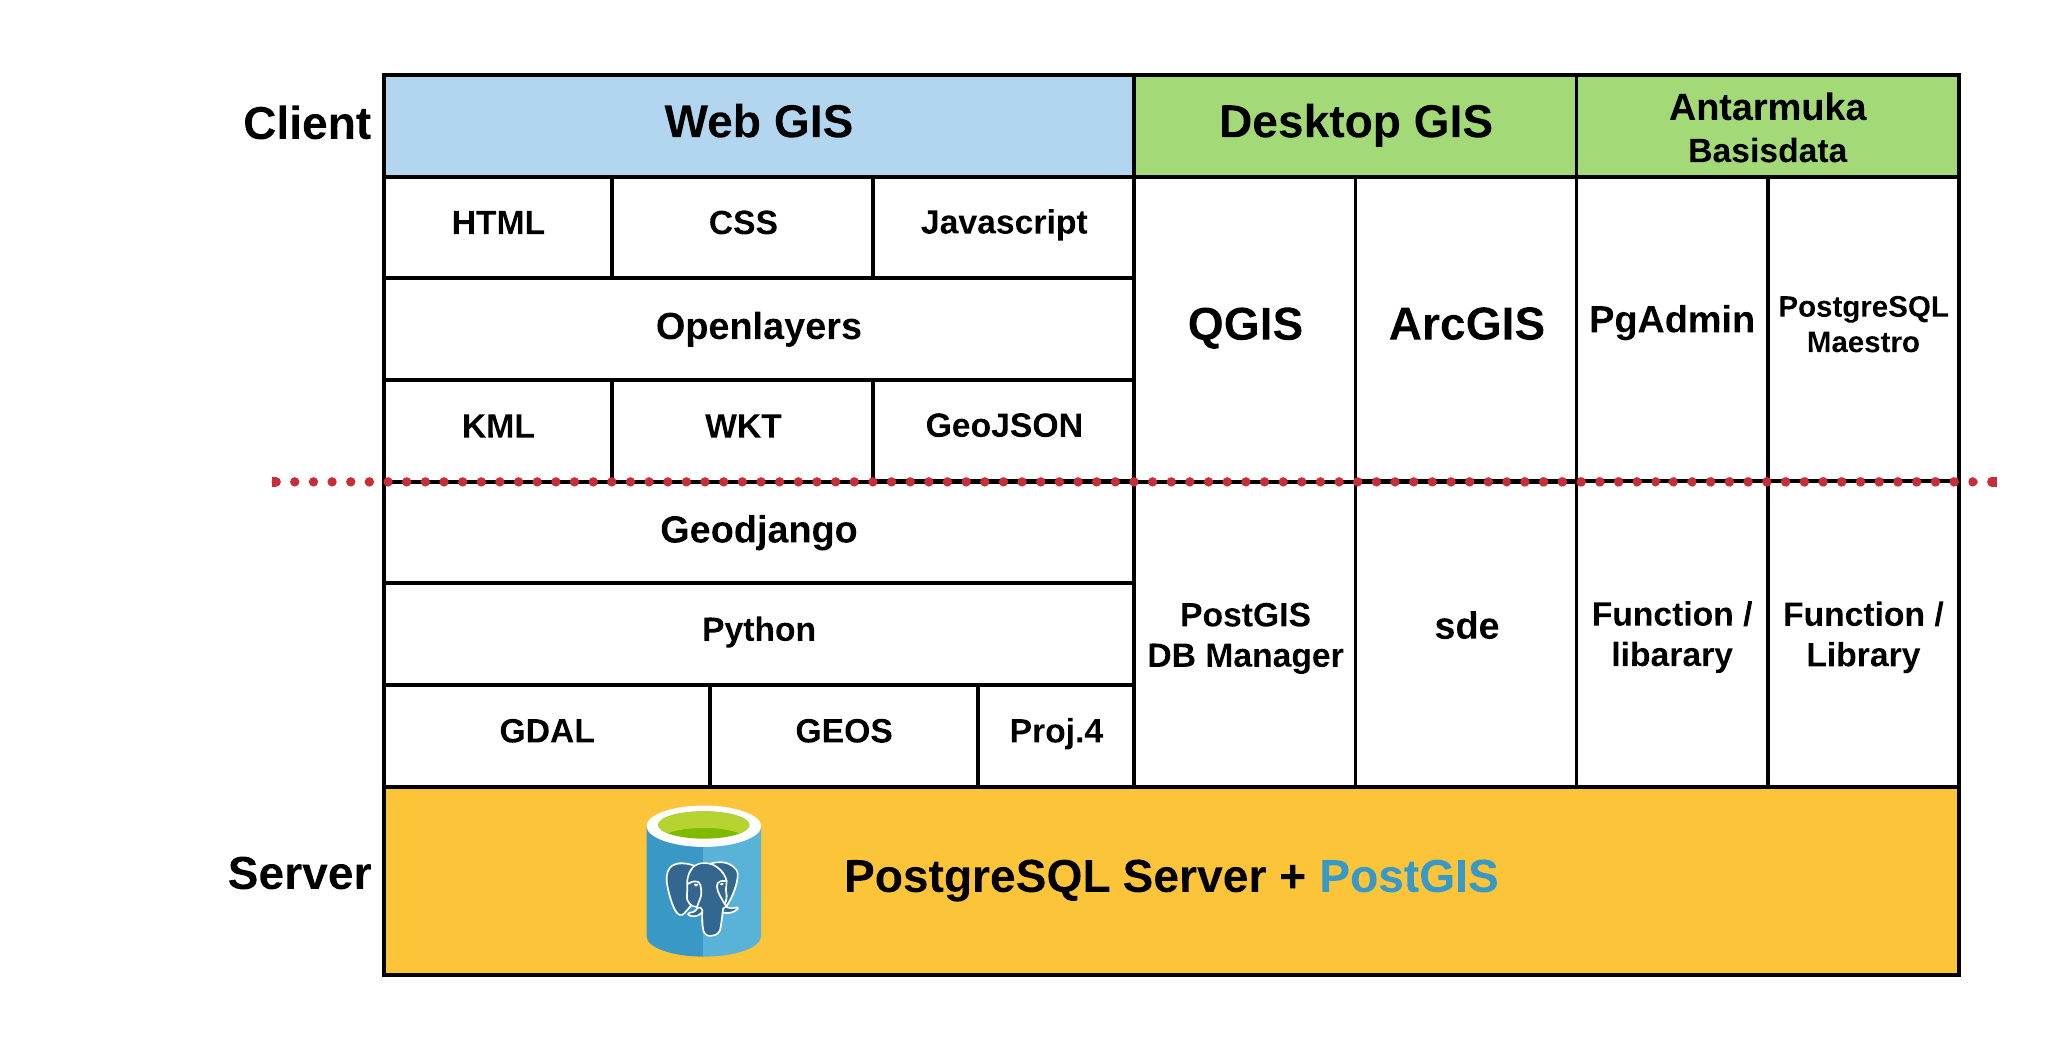 Client
Web GIS
Desktop GIS
Antarmuka
Basisdata
HTML
CSS
Javascript
Openlayers
QGIS
ArcGIS
PgAdmin
PostgreSQL
Maestro
KML
WKT
GeoJSON
Geodjango
Python
PostGIS
DB Manager
sde
Function /
libarary
Function /
Library
GDAL
GEOS
Proj.4
Server
PostgreSQL Server + PostGIS